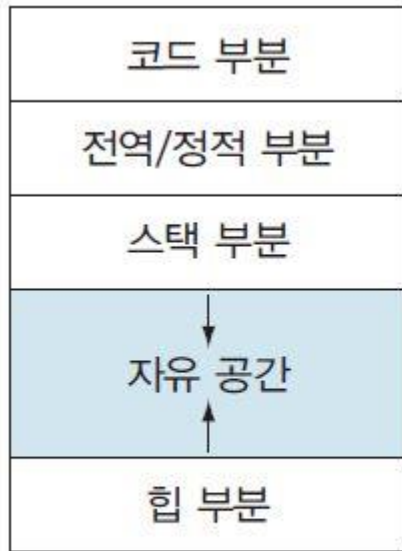 코드 부분
전역/정적 부분
스택 부분
자유 공간
힙 부분